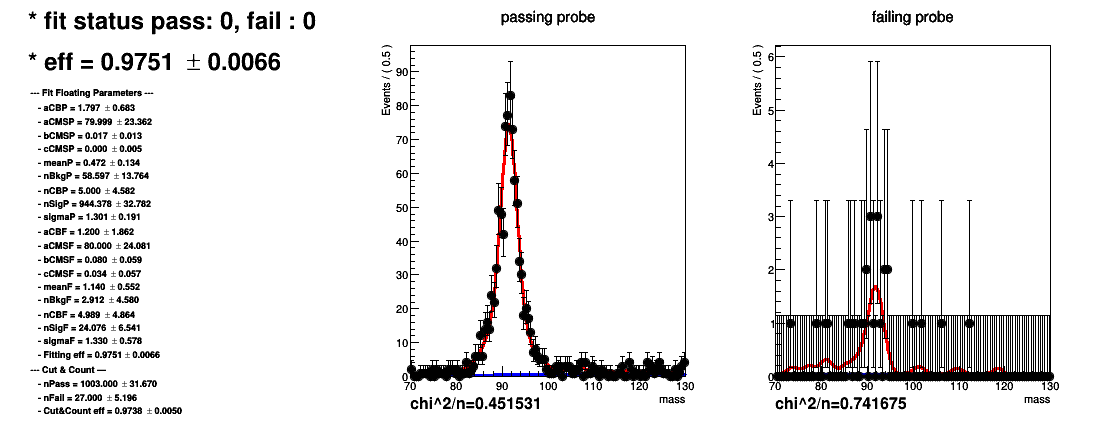 * fit status pass: 0, fail : 0
* eff = 0.9751 ± 0.0066
--- Fit Floating Parameters ---
- aCBP = 1.797 ± 0.683
- aCMSP = 79.999 ± 23.362
- bCMSP = 0.017 ± 0.013
- cCMSP = 0.000 ± 0.005
- meanP = 0.472 ± 0.134
- nBkgP = 58.597 ± 13.764
- nCBP = 5.000 ± 4.582
- nSigP = 944.378 ± 32.782
- sigmaP = 1.301 ± 0.191
- aCBF = 1.200 ± 1.862
- aCMSF = 80.000 ± 24.081
- bCMSF = 0.080 ± 0.059
- cCMSF = 0.034 ± 0.057
- meanF = 1.140 ± 0.552
- nBkgF = 2.912 ± 4.580
- nCBF = 4.989 ± 4.864
- nSigF = 24.076 ± 6.541
- sigmaF = 1.330 ± 0.578
- Fitting eff = 0.9751 ± 0.0066
--- Cut & Count ---
- nPass = 1003.000 ± 31.670
- nFail = 27.000 ± 5.196
- Cut&Count eff = 0.9738 ± 0.0050
passing probe
Events / ( 0.5 )
90
80
70
60
50
40
30
20
10
0
70 80 90 100 110 120 130
mass
chi^2/n=0.451531
failing probe
Events / ( 0.5 )
6
5
4
3
2
1
0
70 80 90 100 110 120 130
mass
chi^2/n=0.741675